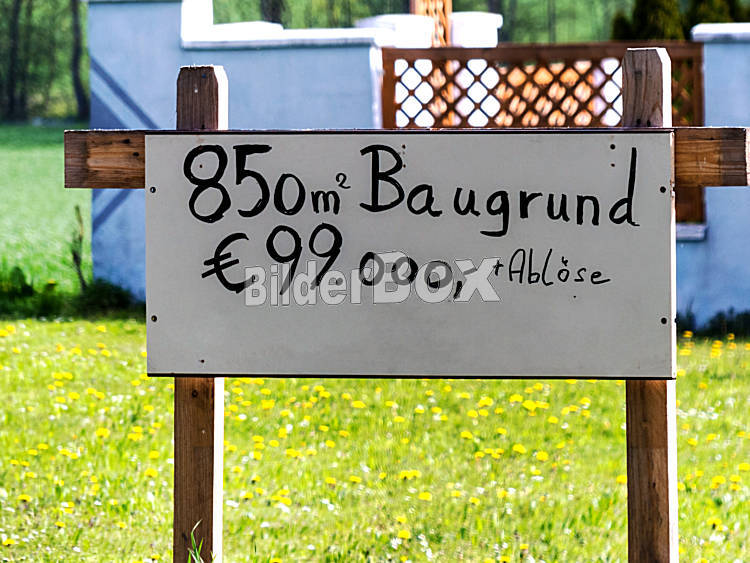 850m² Baugrund
€99.000,- + Ablöse
BilderBOX